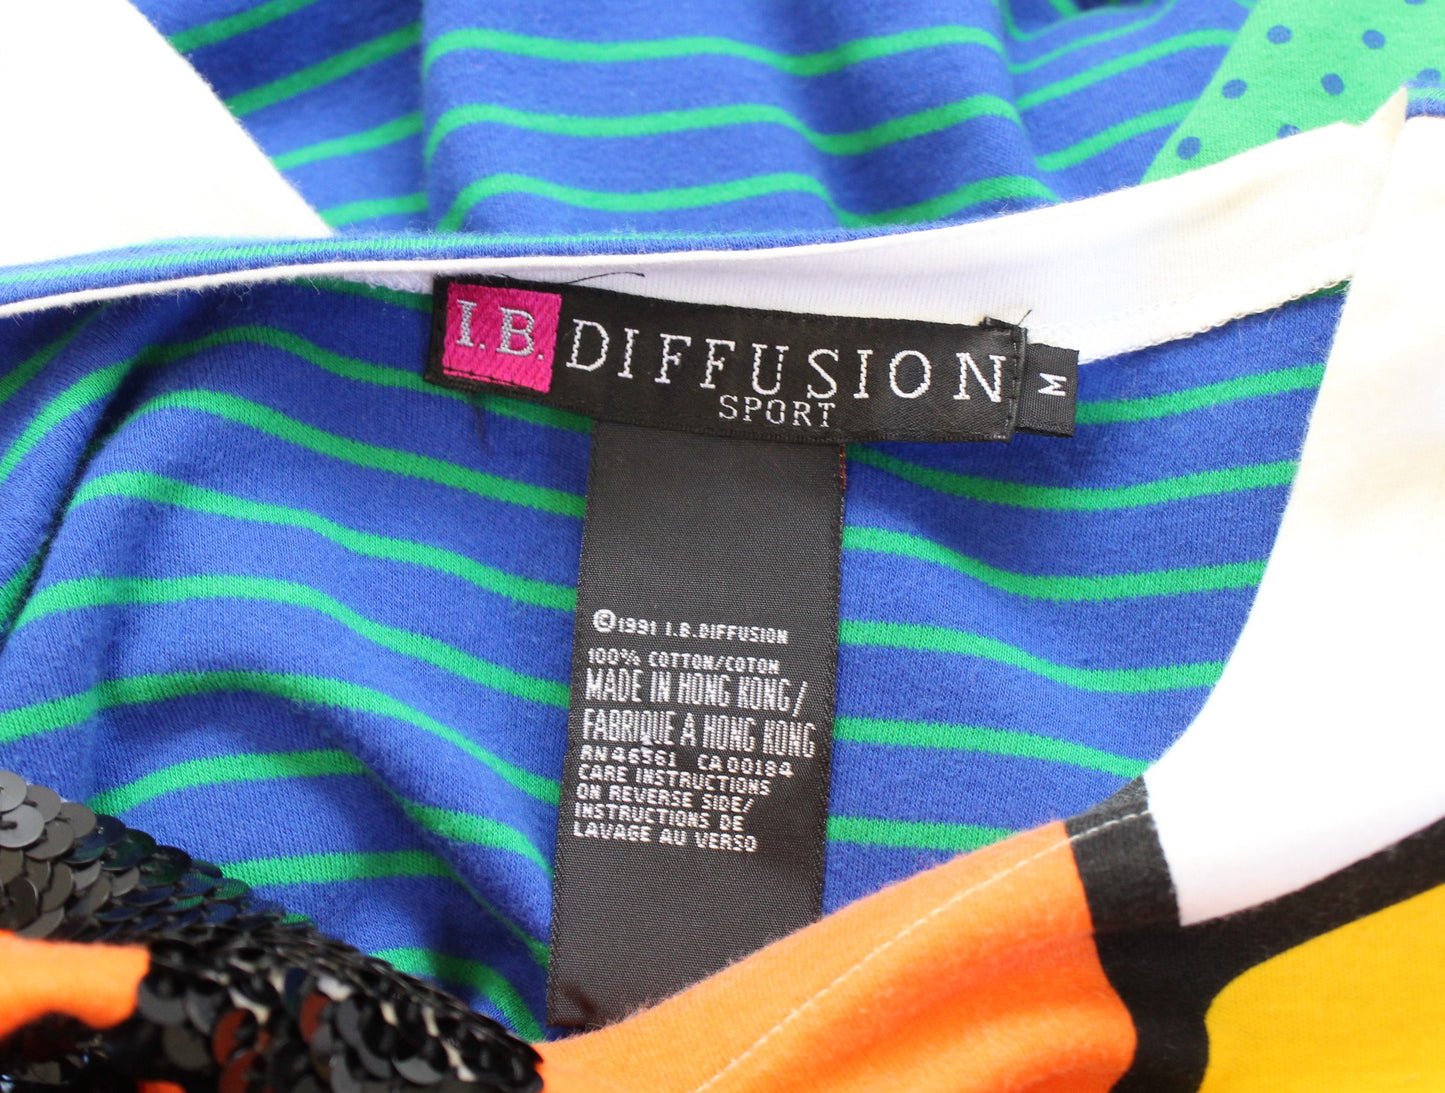 I.B. DIFFUSION
SPORT
M
©1991 I.B.DIFFUSION
100% COTTON/COTON
MADE IN HONG KONG/
FABRIQUE A HONG KONG
RN46561 CA00184
CARE INSTRUCTIONS
ON REVERSE SIDE/
INSTRUCTIONS DE
LAVAGE AU VERSO